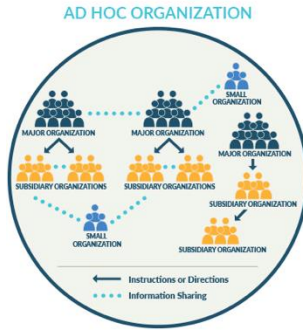 AD HOC ORGANIZATION
SMALL
ORGANIZATION
MAJOR ORGANIZATION
MAJOR ORGANIZATION
MAJOR ORGANIZATION
SUBSIDIARY ORGANIZATIONS
SUBSIDIARY ORGANIZATIONS
SUBSIDIARY ORGANIZATION
SMALL
ORGANIZATION
SUBSIDIARY ORGANIZATION
Instructions or Directions
Information Sharing